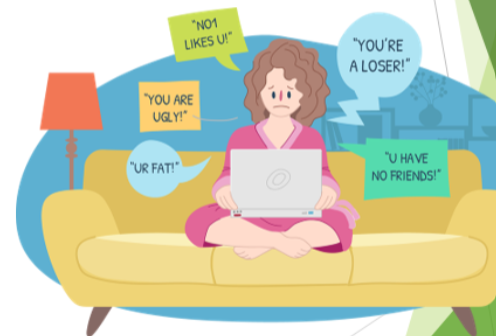 "NO1
LIKES U!"
"YOU'RE
A LOSER!"
"YOU ARE
UGLY!"
"UR FAT!"
"U HAVE
NO FRIENDS!"